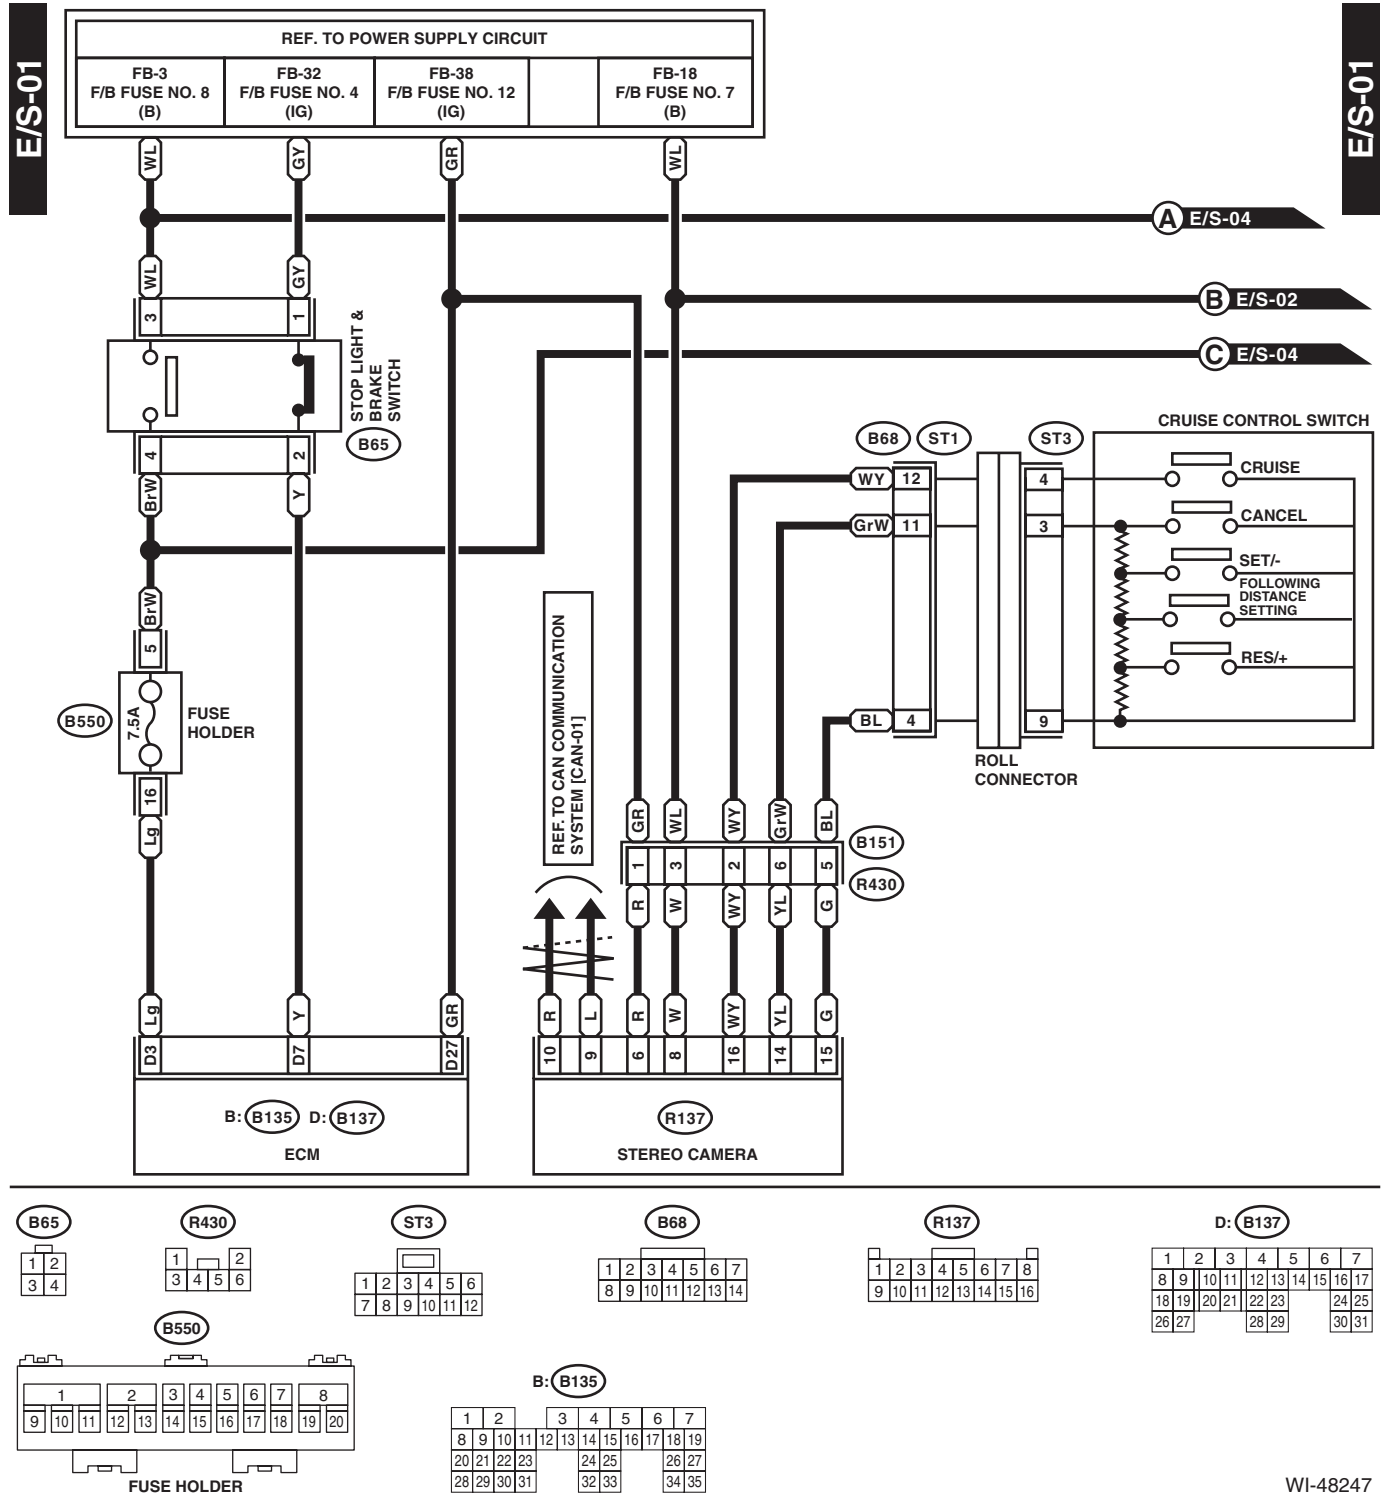 E/S-01
E/S-01
REF. TO POWER SUPPLY CIRCUIT
FB-3
F/B FUSE NO. 8
(B)
FB-32
F/B FUSE NO. 4
(IG)
FB-38
F/B FUSE NO. 12
(IG)
FB-18
F/B FUSE NO. 7
(B)
WL GY GR WL
A E/S-04
WL GY
B E/S-02
3 1
C E/S-04
STOP LIGHT &
BRAKE
SWITCH
B65
4 2
BrW Y
CRUISE CONTROL SWITCH
B68 ST1 ST3
WY 12 4 CRUISE
GrW 11 3 CANCEL
SET/-
FOLLOWING
DISTANCE
SETTING
RES/+
BL 4 9
ROLL
CONNECTOR
BrW
5
B550
7.5A
FUSE
HOLDER
16
Lg
REF. TO CAN COMMUNICATION
SYSTEM [CAN-01]
GR WL WY GrW BL
B151
1 3 2 6 5
R430
R W WY YL G
Lg Y GR
R L R W WY YL G
D3 D7 D27
10 9 6 8 16 14 15
B: B135 D: B137
ECM
R137
STEREO CAMERA
B65
1 2
3 4
R430
1 2
3 4 5 6
ST3
1 2 3 4 5 6
7 8 9 10 11 12
B68
1 2 3 4 5 6 7
8 9 10 11 12 13 14
R137
1 2 3 4 5 6 7 8
9 10 11 12 13 14 15 16
D: B137
1 2 3 4 5 6 7
8 9 10 11 12 13 14 15 16 17
18 19 20 21 22 23 24 25
26 27 28 29 30 31
B550
1 2 3 4 5 6 7 8
9 10 11 12 13 14 15 16 17 18 19 20
FUSE HOLDER
B: B135
1 2 3 4 5 6 7
8 9 10 11 12 13 14 15 16 17 18 19
20 21 22 23 24 25 26 27
28 29 30 31 32 33 34 35
WI-48247